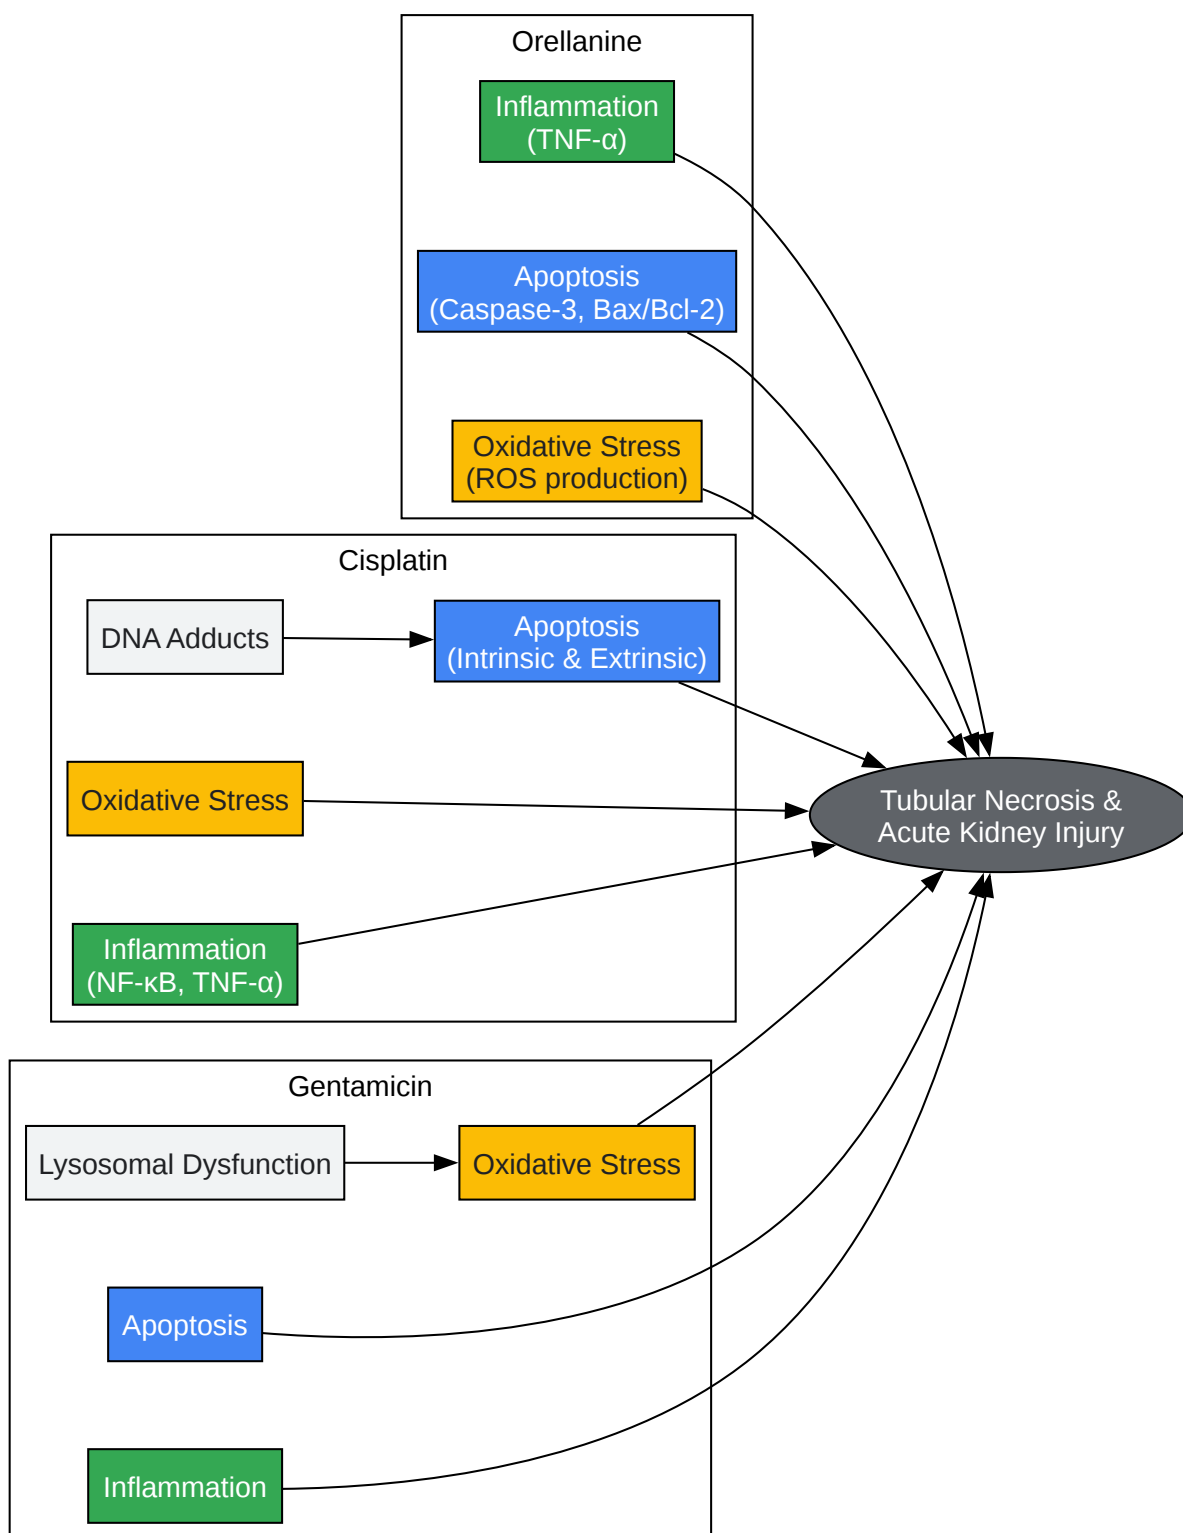 Orellanine
Inflammation
(TNF-α)
Apoptosis
(Caspase-3, Bax/Bcl-2)
Oxidative Stress
(ROS production)
Cisplatin
DNA Adducts
Apoptosis
(Intrinsic & Extrinsic)
Oxidative Stress
Inflammation
(NF-κB, TNF-α)
Tubular Necrosis &
Acute Kidney Injury
Gentamicin
Lysosomal Dysfunction
Oxidative Stress
Apoptosis
Inflammation